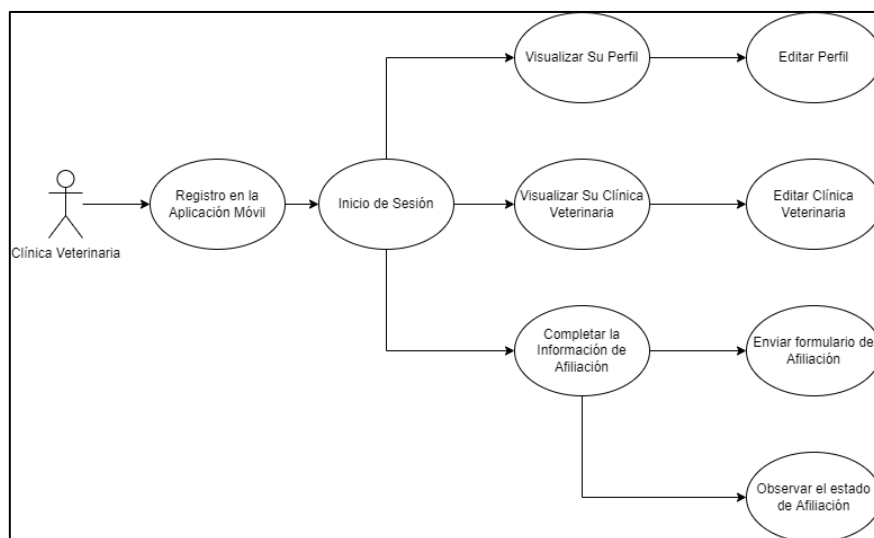 Visualizar Su Perfil
Editar Perfil
Registro en la
Aplicación Móvil
Inicio de Sesión
Visualizar Su Clínica
Veterinaria
Editar Clínica
Veterinaria
Clínica Veterinaria
Completar la
Información de
Afiliación
Enviar formulario de
Afiliación
Observar el estado
de Afiliación